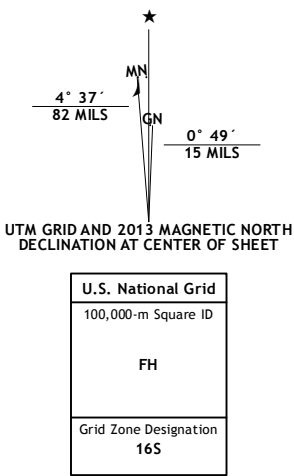 ★
MN
4° 37´
82 MILS
GN
0° 49´
15 MILS
UTM GRID AND 2013 MAGNETIC NORTH
DECLINATION AT CENTER OF SHEET
U.S. National Grid
100,000-m Square ID
FH
Grid Zone Designation
16S